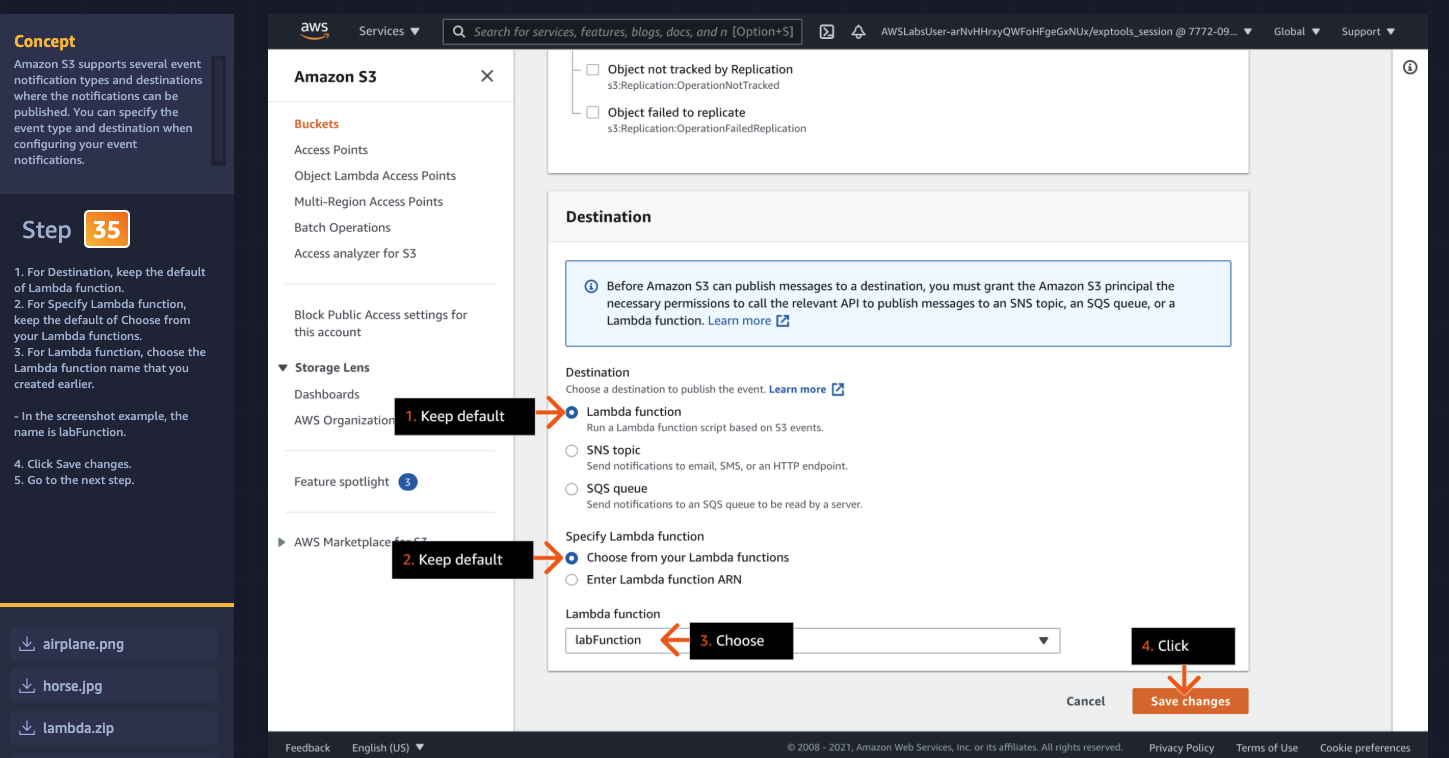 Concept
Amazon S3 supports several event
notification types and destinations
where the notifications can be
published. You can specify the
event type and destination when
configuring your event
notifications.
Step 35
1. For Destination, keep the default
of Lambda function.
2. For Specify Lambda function,
keep the default of Choose from
your Lambda functions.
3. For Lambda function, choose the
Lambda function name that you
created earlier.
- In the screenshot example, the
name is labFunction.
4. Click Save changes.
5. Go to the next step.
airplane.png
horse.jpg
lambda.zip
aws
Services
Search for services, features, blogs, docs, and n [Option+S]
AWSLabsUser-arNvHHrxyQWFoHFgeGxNUx/exptools_session @ 7772-09...
Global
Support
Amazon S3
Buckets
Access Points
Object Lambda Access Points
Multi-Region Access Points
Batch Operations
Access analyzer for S3
Block Public Access settings for
this account
Storage Lens
Dashboards
AWS Organization
Feature spotlight 3
AWS Marketplace for S3
Object not tracked by Replication
s3:Replication:OperationNotTracked
Object failed to replicate
s3:Replication:OperationFailedReplication
Destination
Before Amazon S3 can publish messages to a destination, you must grant the Amazon S3 principal the
necessary permissions to call the relevant API to publish messages to an SNS topic, an SQS queue, or a
Lambda function. Learn more
Destination
Choose a destination to publish the event. Learn more
1. Keep default
Lambda function
Run a Lambda function script based on S3 events.
SNS topic
Send notifications to email, SMS, or an HTTP endpoint.
SQS queue
Send notifications to an SQS queue to be read by a server.
Specify Lambda function
2. Keep default
Choose from your Lambda functions
Enter Lambda function ARN
Lambda function
labFunction
3. Choose
4. Click
Cancel
Save changes
Feedback
English (US)
© 2008 - 2021, Amazon Web Services, Inc. or its affiliates. All rights reserved.
Privacy Policy
Terms of Use
Cookie preferences